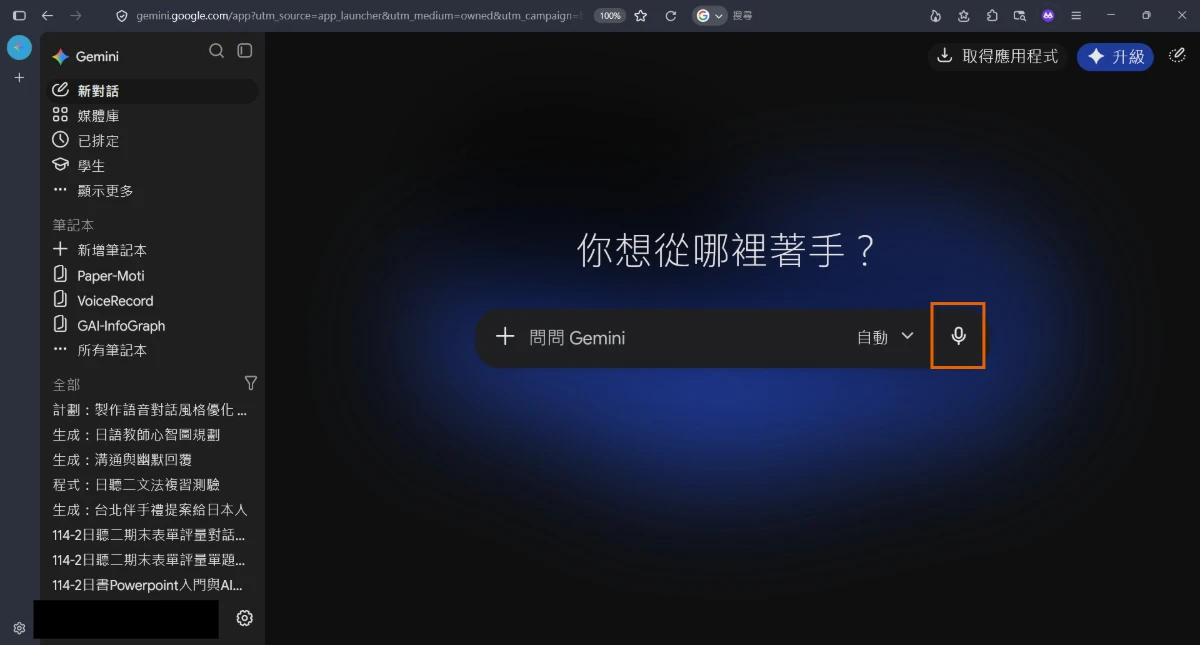 gemini.google.com/app?utm_source=app_launcher&utm_medium=owned&utm_campaign=
100%
搜尋
Gemini
取得應用程式
升級
新對話
媒體庫
已排定
學生
顯示更多
筆記本
新增筆記本
Paper-Moti
VoiceRecord
GAI-InfoGraph
所有筆記本
全部
計劃：製作語音對話風格優化 ...
生成：日語教師心智圖規劃
生成：溝通與幽默回覆
程式：日聽二文法複習測驗
生成：台北伴手禮提案給日本人
114-2日聽二期末表單評量對話...
114-2日聽二期末表單評量單題...
114-2日書Powerpoint入門與AI...
你想從哪裡著手？
問問 Gemini
自動